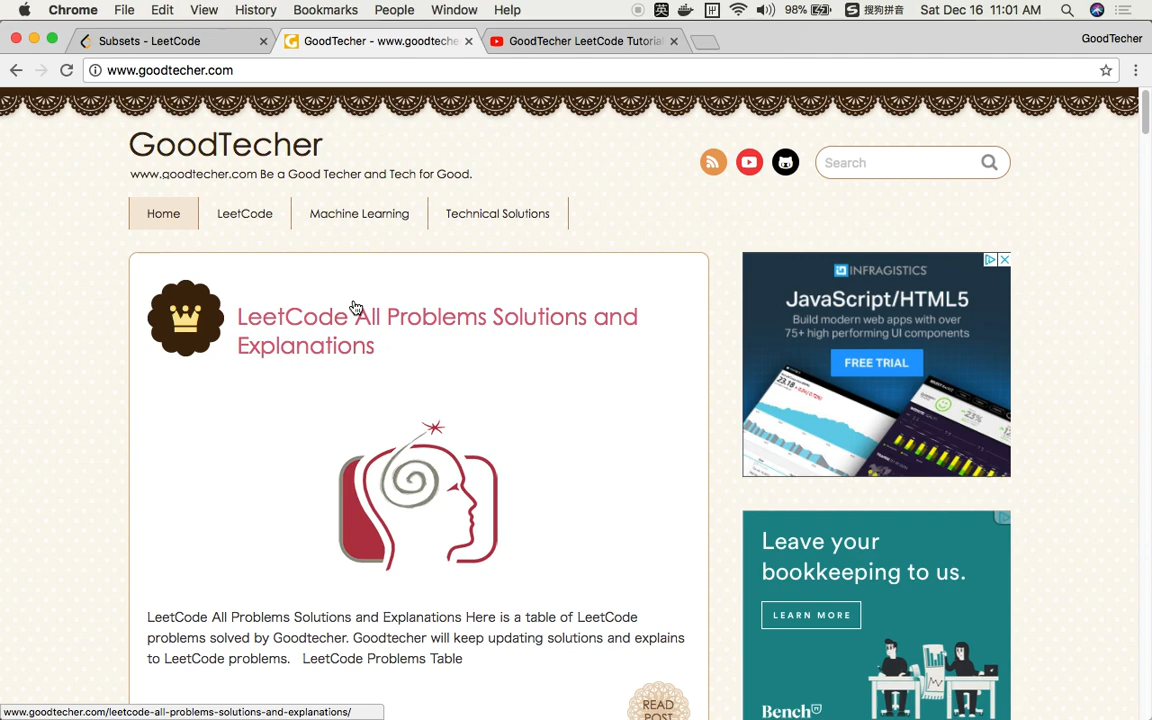 Chrome File Edit View History Bookmarks People Window Help 英 98% 搜狗拼音 Sat Dec 16 11:01 AM
Subsets - LeetCode GoodTecher - www.goodteche GoodTecher LeetCode Tutorial GoodTecher
www.goodtecher.com
GoodTecher
www.goodtecher.com Be a Good Techer and Tech for Good.
Search
Home LeetCode Machine Learning Technical Solutions
LeetCode All Problems Solutions and
Explanations
LeetCode All Problems Solutions and Explanations Here is a table of LeetCode
problems solved by Goodtecher. Goodtecher will keep updating solutions and explains
to LeetCode problems. LeetCode Problems Table
READ
POST
INFRAGISTICS
JavaScript/HTML5
Build modern web apps with over
75+ high performing UI components
FREE TRIAL
Leave your
bookkeeping to us.
LEARN MORE
Bench
www.goodtecher.com/leetcode-all-problems-solutions-and-explanations/